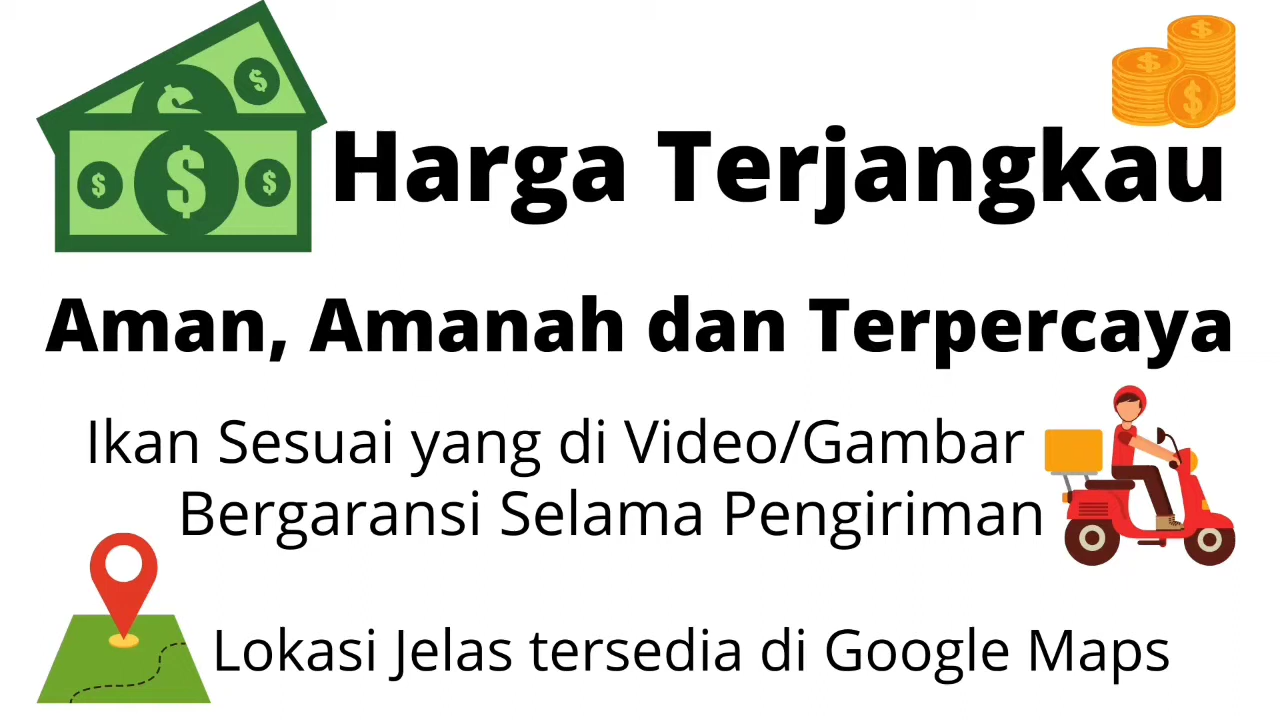 Harga Terjangkau
Aman, Amanah dan Terpercaya
Ikan Sesuai yang di Video/Gambar
Bergaransi Selama Pengiriman
Lokasi Jelas tersedia di Google Maps